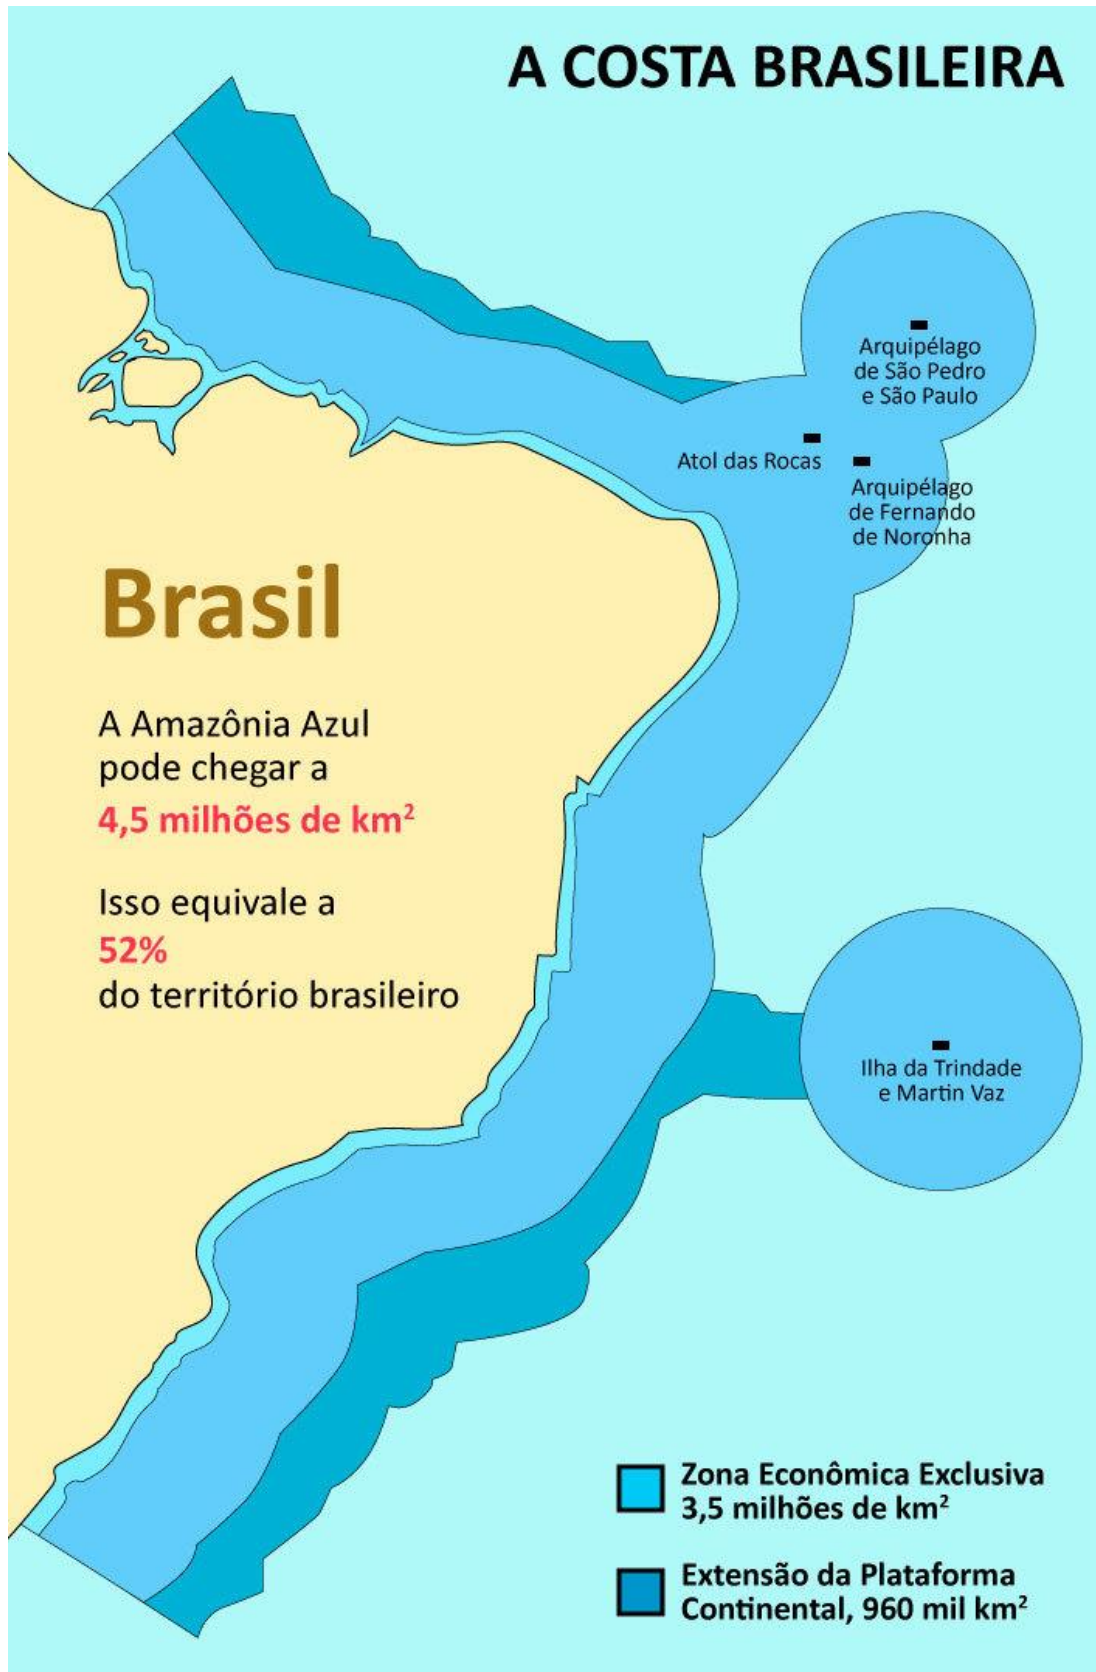 A COSTA BRASILEIRA
Arquipélago
de São Pedro
e São Paulo
Atol das Rocas
Arquipélago
de Fernando
de Noronha
Brasil
A Amazônia Azul
pode chegar a
4,5 milhões de km²
Isso equivale a
52%
do território brasileiro
Ilha da Trindade
e Martin Vaz
Zona Econômica Exclusiva
3,5 milhões de km²
Extensão da Plataforma
Continental, 960 mil km²